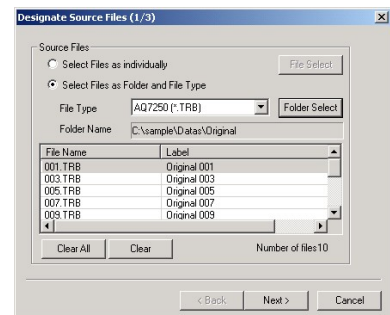 Designate Source Files (1/3)
Source Files
Select Files as individually
File Select
Select Files as Folder and File Type
File Type
AQ7250 (*.TRB)
Folder Select
Folder Name
C:\sample\Datas\Original
File Name Label
001.TRB Original 001
003.TRB Original 003
005.TRB Original 005
007.TRB Original 007
009.TRB Original 009
Clear All
Clear
Number of files10
< Back
Next >
Cancel